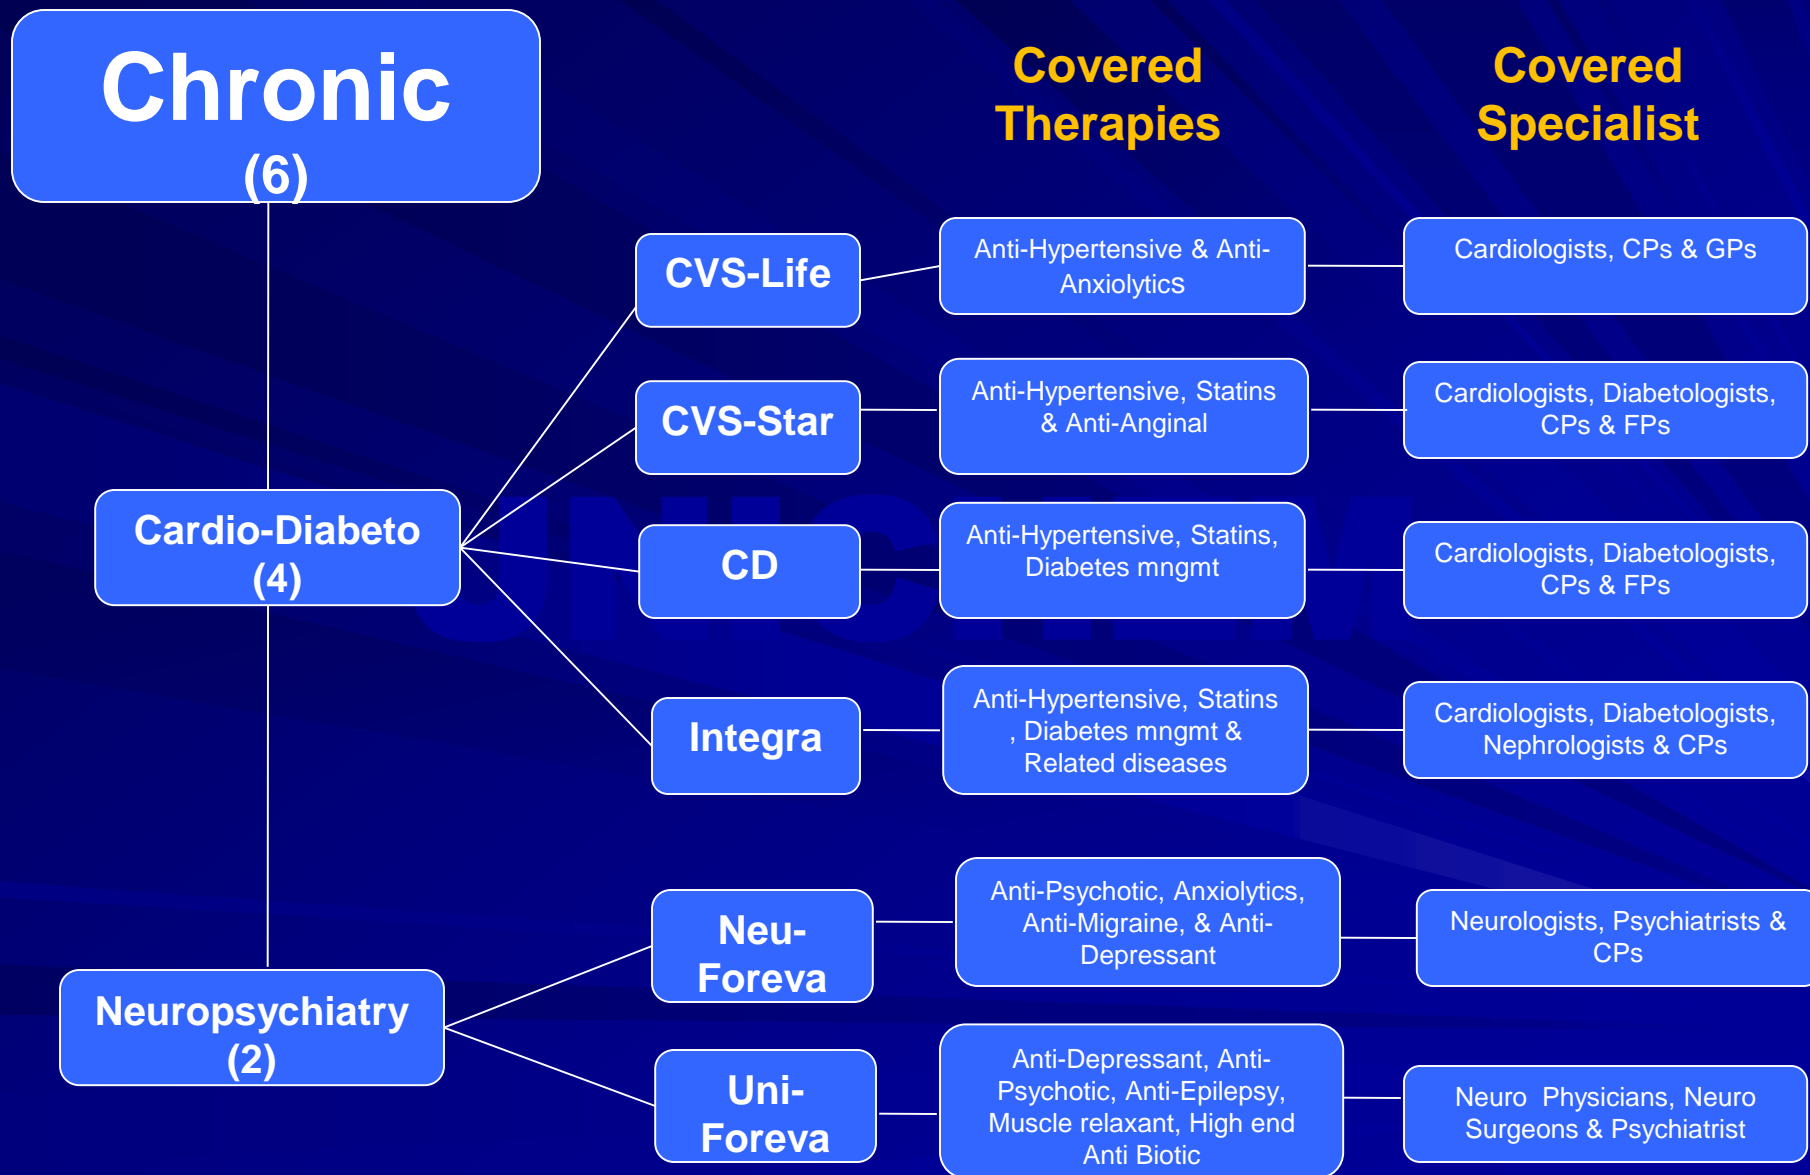 Chronic
(6)
Covered
Therapies
Covered
Specialist
CVS-Life
Anti-Hypertensive & Anti-
Anxiolytics
Cardiologists, CPs & GPs
CVS-Star
Anti-Hypertensive, Statins
& Anti-Anginal
Cardiologists, Diabetologists,
CPs & FPs
Cardio-Diabeto
(4)
CD
Anti-Hypertensive, Statins,
Diabetes mngmt
Cardiologists, Diabetologists,
CPs & FPs
UNICHEM
Integra
Anti-Hypertensive, Statins
, Diabetes mngmt &
Related diseases
Cardiologists, Diabetologists,
Nephrologists & CPs
Neuropsychiatry
(2)
Neu-
Foreva
Anti-Psychotic, Anxiolytics,
Anti-Migraine, & Anti-
Depressant
Neurologists, Psychiatrists &
CPs
Uni-
Foreva
Anti-Depressant, Anti-
Psychotic, Anti-Epilepsy,
Muscle relaxant, High end
Anti Biotic
Neuro  Physicians, Neuro
Surgeons & Psychiatrist